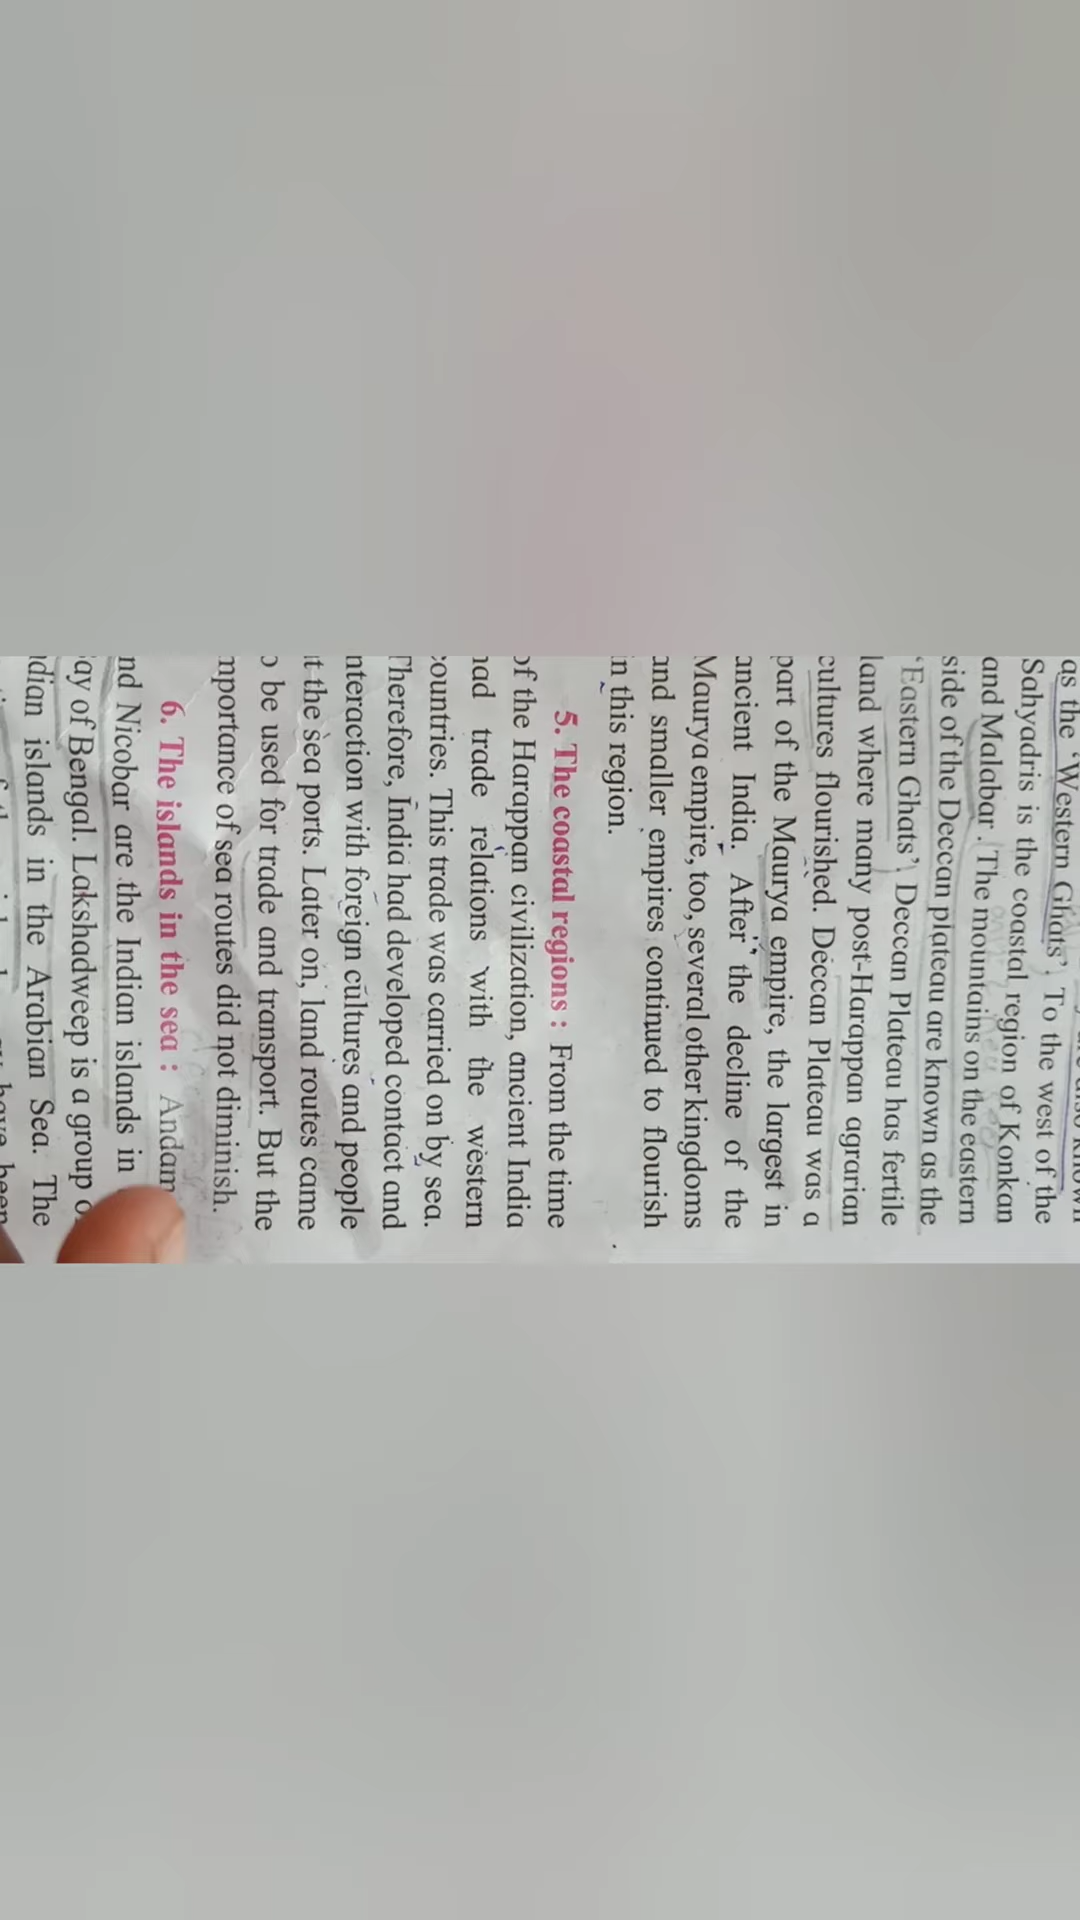 as the ‘Western Ghats’. To the west of the
Sahyadris is the coastal region of Konkan
and Malabar. The mountains on the eastern
side of the Deccan plateau are known as the
‘Eastern Ghats’. Deccan Plateau has fertile
land where many post-Harappan agrarian
cultures flourished. Deccan Plateau was a
part of the Maurya empire, the largest in
ancient India. After the decline of the
Maurya empire, too, several other kingdoms
and smaller empires continued to flourish
in this region.
5. The coastal regions : From the time
of the Harappan civilization, ancient India
had trade relations with the western
countries. This trade was carried on by sea.
Therefore, India had developed contact and
nteraction with foreign cultures and people
t the sea ports. Later on, land routes came
o be used for trade and transport. But the
mportance of sea routes did not diminish.
6. The islands in the sea : Andam
nd Nicobar are the Indian islands in
ay of Bengal. Lakshadweep is a group o
dian islands in the Arabian Sea. The